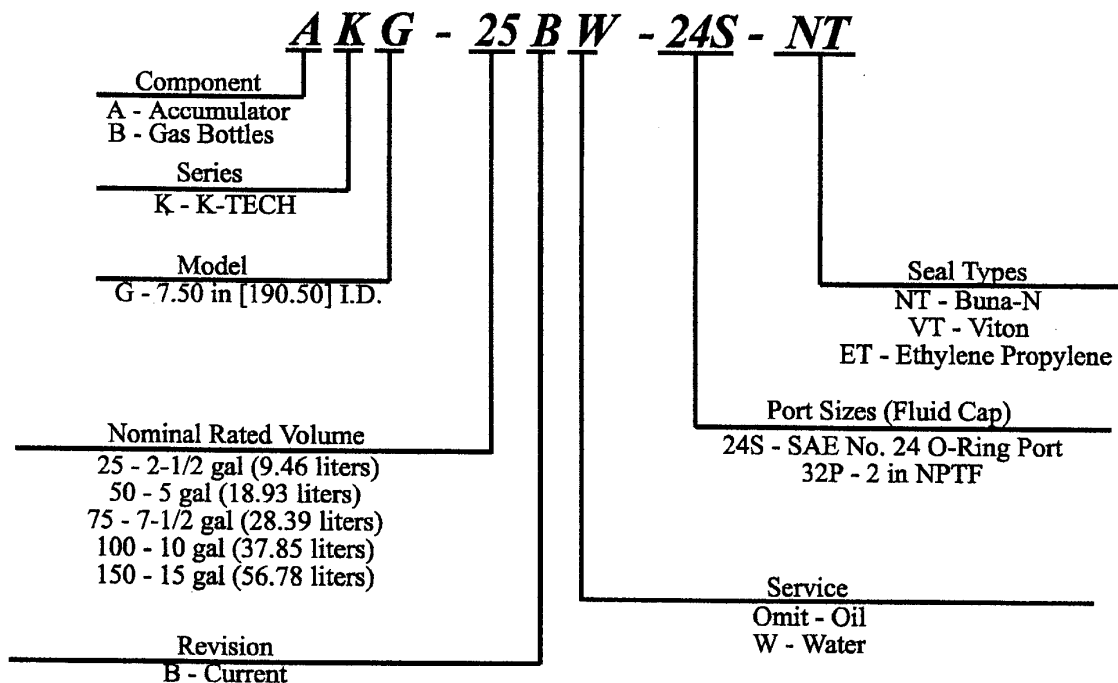 AKG - 25 B W - 24S - NT
Component
A - Accumulator
B - Gas Bottles
Series
K - K-TECH
Model
G - 7.50 in [190.50] I.D.
Seal Types
NT - Buna-N
VT - Viton
ET - Ethylene Propylene
Port Sizes (Fluid Cap)
24S - SAE No. 24 O-Ring Port
32P - 2 in NPTF
Nominal Rated Volume
25 - 2-1/2 gal (9.46 liters)
50 - 5 gal (18.93 liters)
75 - 7-1/2 gal (28.39 liters)
100 - 10 gal (37.85 liters)
150 - 15 gal (56.78 liters)
Service
Omit - Oil
W - Water
Revision
B - Current